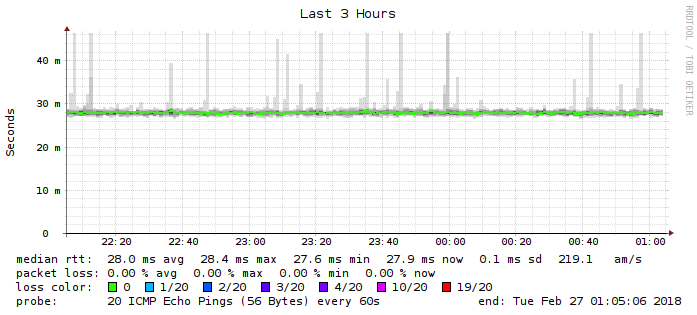 Last 3 Hours
RRDTOOL / TOBI OETIKER
Seconds
40 m
30 m
20 m
10 m
0
22:20 22:40 23:00 23:20 23:40 00:00 00:20 00:40 01:00
median rtt: 28.0 ms avg 28.4 ms max 27.6 ms min 27.9 ms now 0.1 ms sd 219.1 am/s
packet loss: 0.00 % avg 0.00 % max 0.00 % min 0.00 % now
loss color: 0 1/20 2/20 3/20 4/20 10/20 19/20
probe: 20 ICMP Echo Pings (56 Bytes) every 60s end: Tue Feb 27 01:05:06 2018